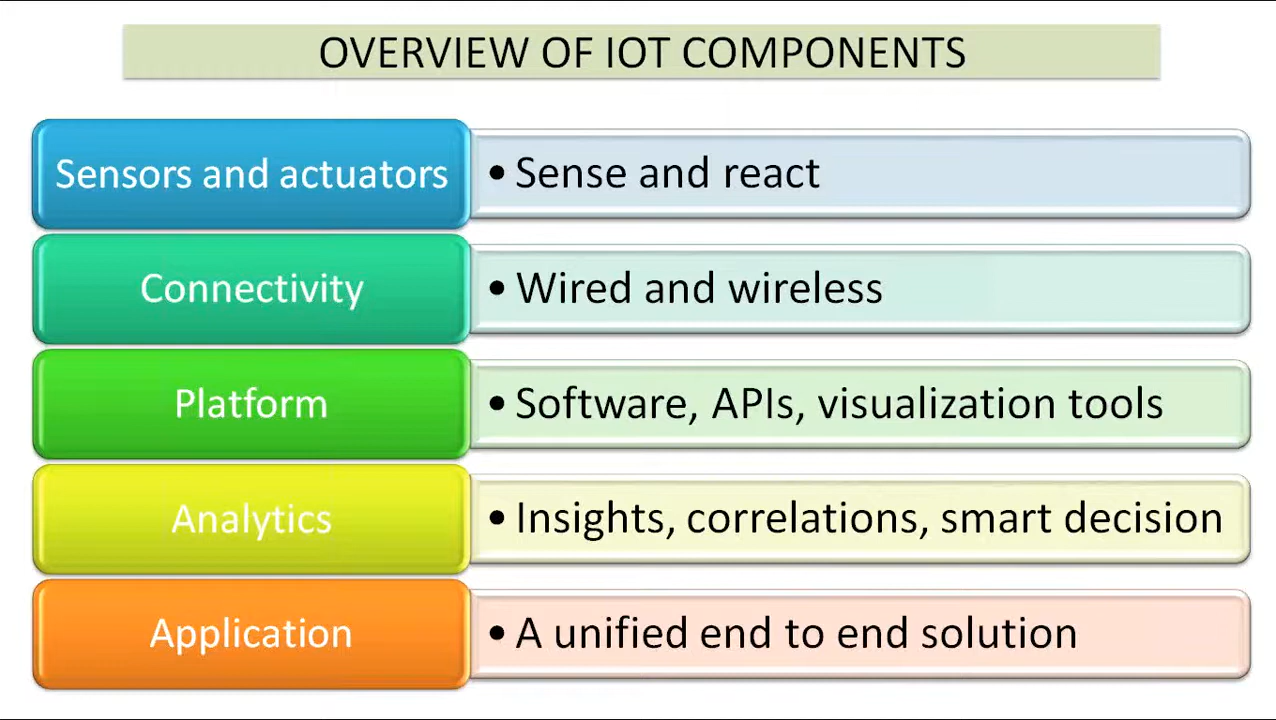 OVERVIEW OF IOT COMPONENTS
Sensors and actuators
• Sense and react
Connectivity
• Wired and wireless
Platform
• Software, APIs, visualization tools
Analytics
• Insights, correlations, smart decision
Application
• A unified end to end solution